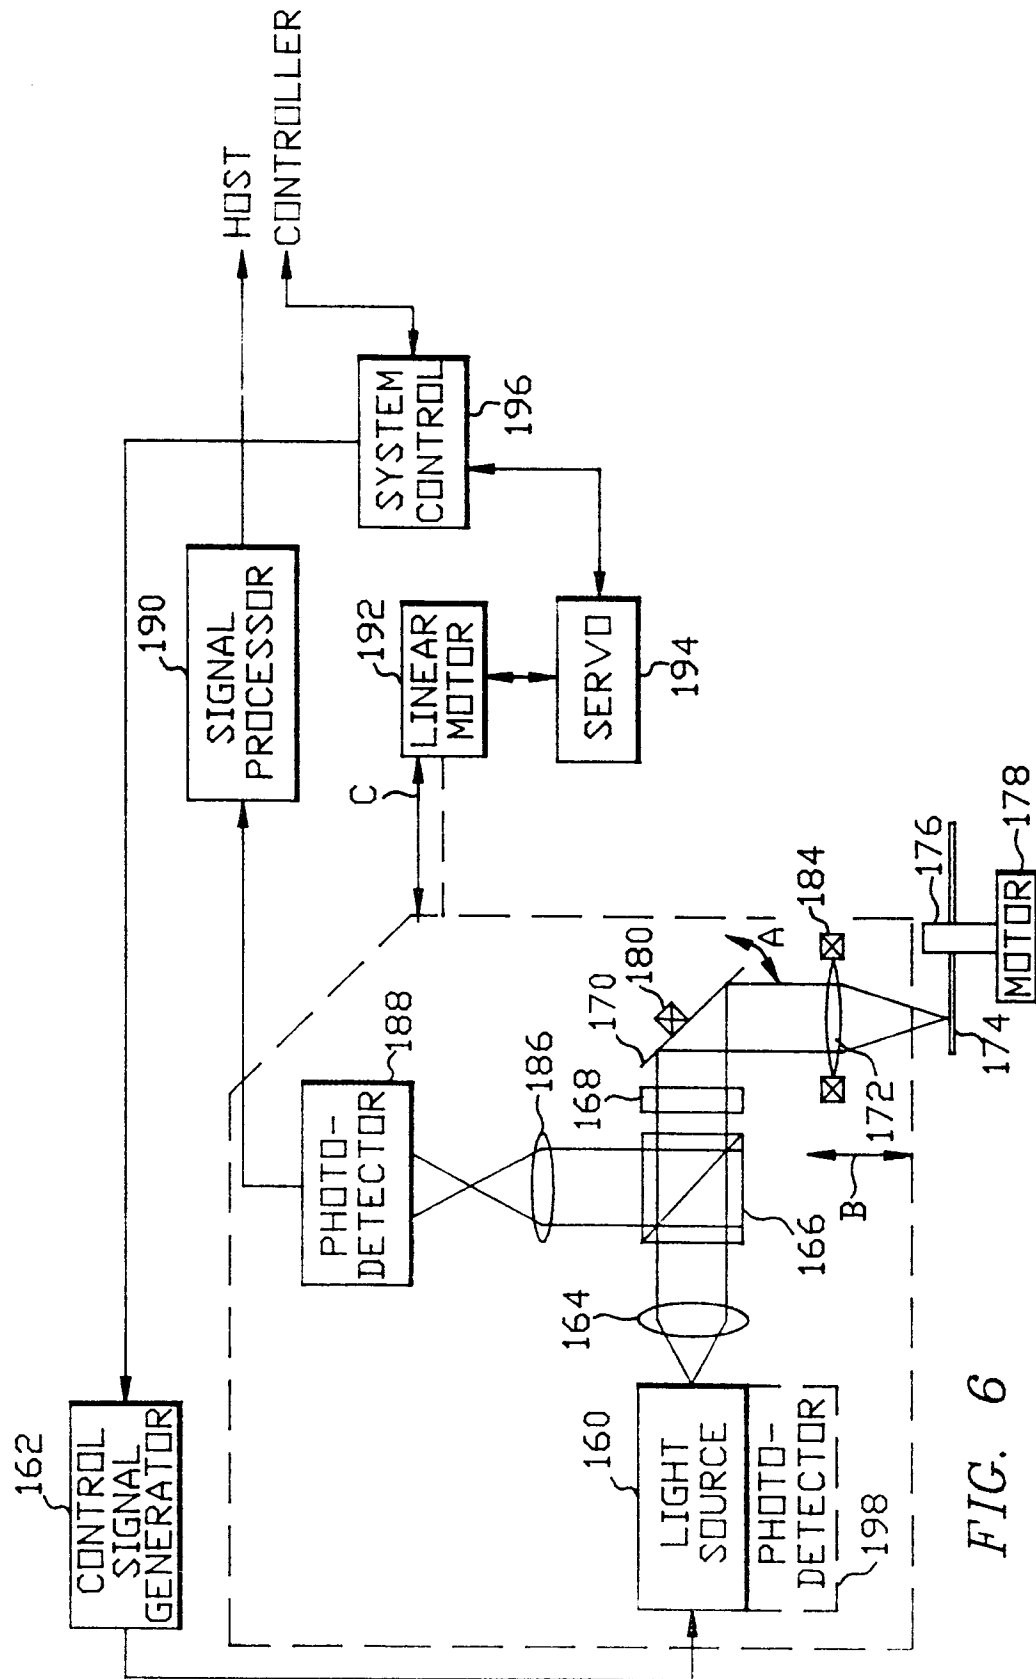 162
CONTROL
SIGNAL
GENERATOR
190
SIGNAL
PROCESSOR
HOST
CONTROLLER
SYSTEM
CONTROL
196
192
LINEAR
MOTOR
C
SERVO
194
188
PHOTO-
DETECTOR
186
170
180
A
184
168
164
166
172
B
174
176
MOTOR
178
160
LIGHT
SOURCE
PHOTO-
DETECTOR
198
FIG. 6